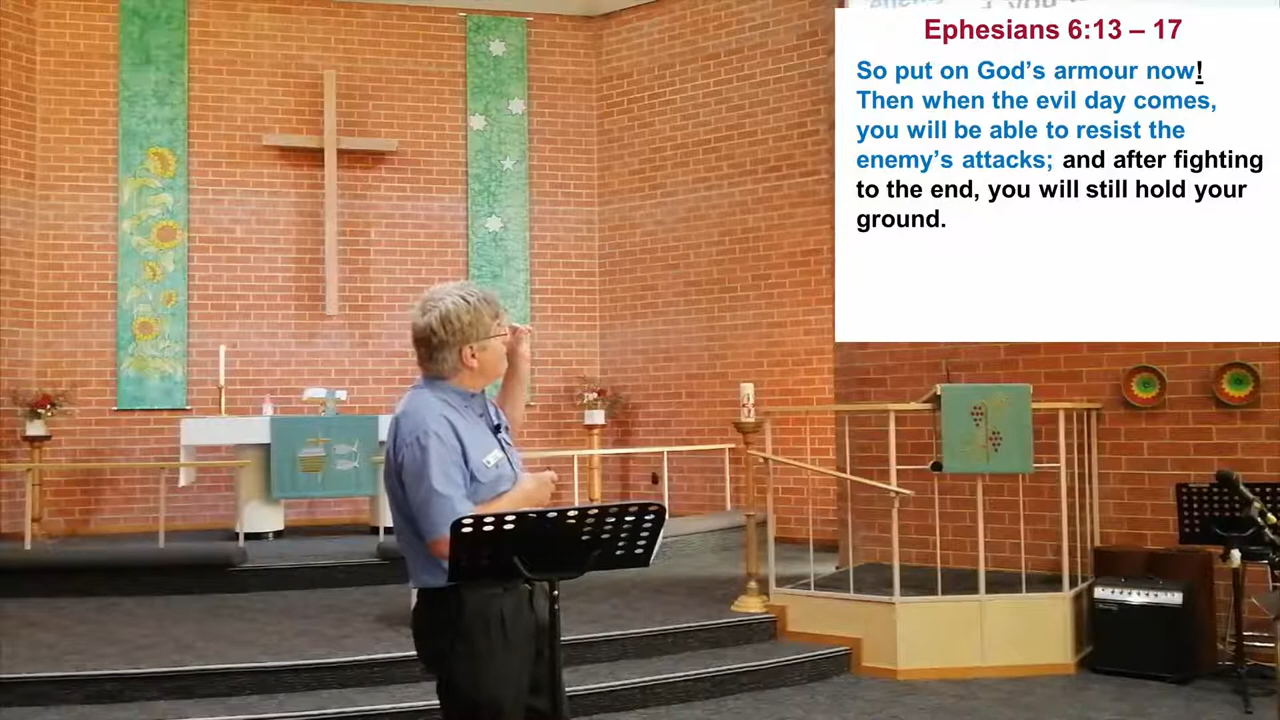 Ephesians 6:13 – 17
So put on God's armour now!
Then when the evil day comes,
you will be able to resist the
enemy's attacks; and after fighting
to the end, you will still hold your
ground.